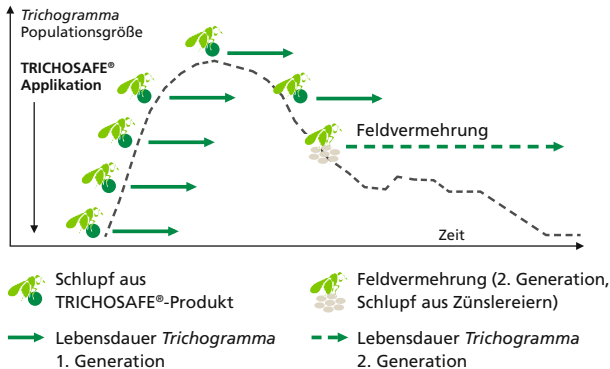 Trichogramma
Populationsgröße
TRICHOSAFE®
Applikation
Feldvermehrung
Zeit
Schlupf aus
TRICHOSAFE®-Produkt
Feldvermehrung (2. Generation,
Schlupf aus Zünslereiern)
Lebensdauer Trichogramma
1. Generation
Lebensdauer Trichogramma
2. Generation